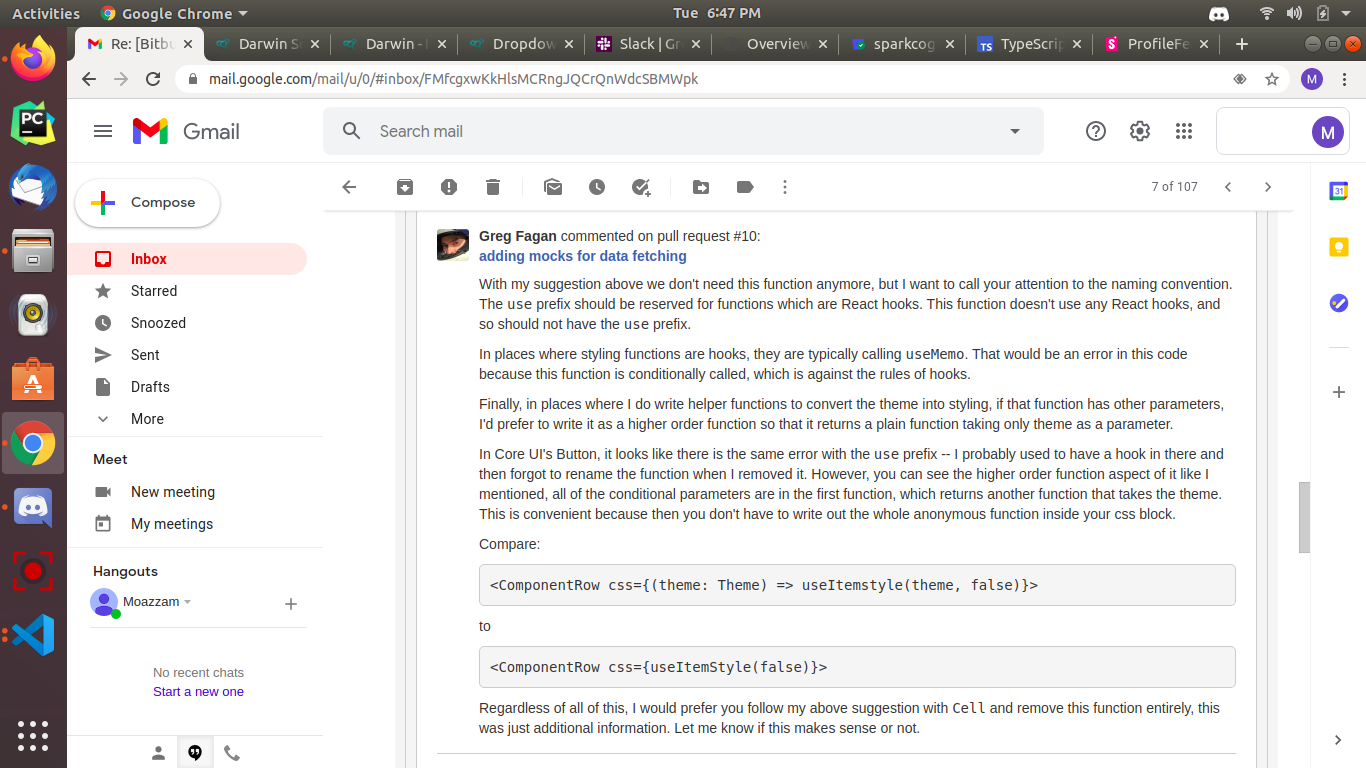 Activities
Google Chrome
Tue 6:47 PM
Re: [Bitbu
Darwin S
Darwin -
Dropdow
Slack | Gr
Overview
sparkcog
TypeScrip
ProfileFe
mail.google.com/mail/u/0/#inbox/FMfcgxwKkHlsMCRngJQCrQnWdcSBMWpk
M
Gmail
Search mail
M
Compose
7 of 107
Inbox
Starred
Snoozed
Sent
Drafts
More
Meet
New meeting
My meetings
Hangouts
Moazzam
No recent chats
Start a new one
Greg Fagan commented on pull request #10:
adding mocks for data fetching
With my suggestion above we don't need this function anymore, but I want to call your attention to the naming convention.
The use prefix should be reserved for functions which are React hooks. This function doesn't use any React hooks, and
so should not have the use prefix.
In places where styling functions are hooks, they are typically calling useMemo. That would be an error in this code
because this function is conditionally called, which is against the rules of hooks.
Finally, in places where I do write helper functions to convert the theme into styling, if that function has other parameters,
I'd prefer to write it as a higher order function so that it returns a plain function taking only theme as a parameter.
In Core UI's Button, it looks like there is the same error with the use prefix -- I probably used to have a hook in there and
then forgot to rename the function when I removed it. However, you can see the higher order function aspect of it like I
mentioned, all of the conditional parameters are in the first function, which returns another function that takes the theme.
This is convenient because then you don't have to write out the whole anonymous function inside your css block.
Compare:
<ComponentRow css={(theme: Theme) => useItemstyle(theme, false)}>
to
<ComponentRow css={useItemStyle(false)}>
Regardless of all of this, I would prefer you follow my above suggestion with Cell and remove this function entirely, this
was just additional information. Let me know if this makes sense or not.
PC
TS
31